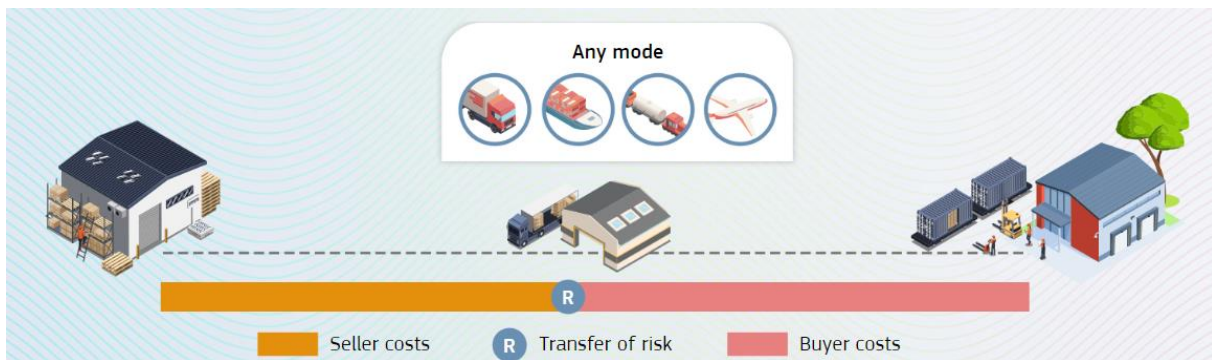 Any mode
R
Seller costs
R Transfer of risk
Buyer costs